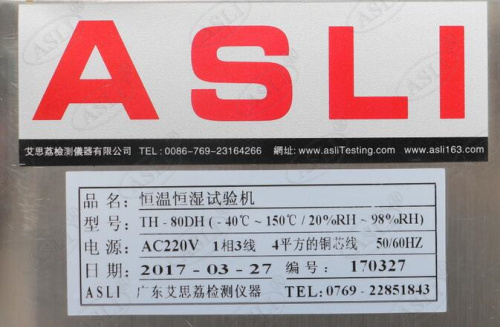 ASLI
艾思荔检测儀器有限公司 TEL:0086-769-23164266 網址: www.asliTesting.com www.asli163.com
品名: 恒温恒湿试验机
型号: TH-80DH (-40℃~150℃/20%RH~98%RH)
电源: AC220V 1相3线 4平方的铜芯线 50/60HZ
日期: 2017-03-27 编号: 170327
ASLI 广东艾思荔检测仪器 TEL:0769-22851843